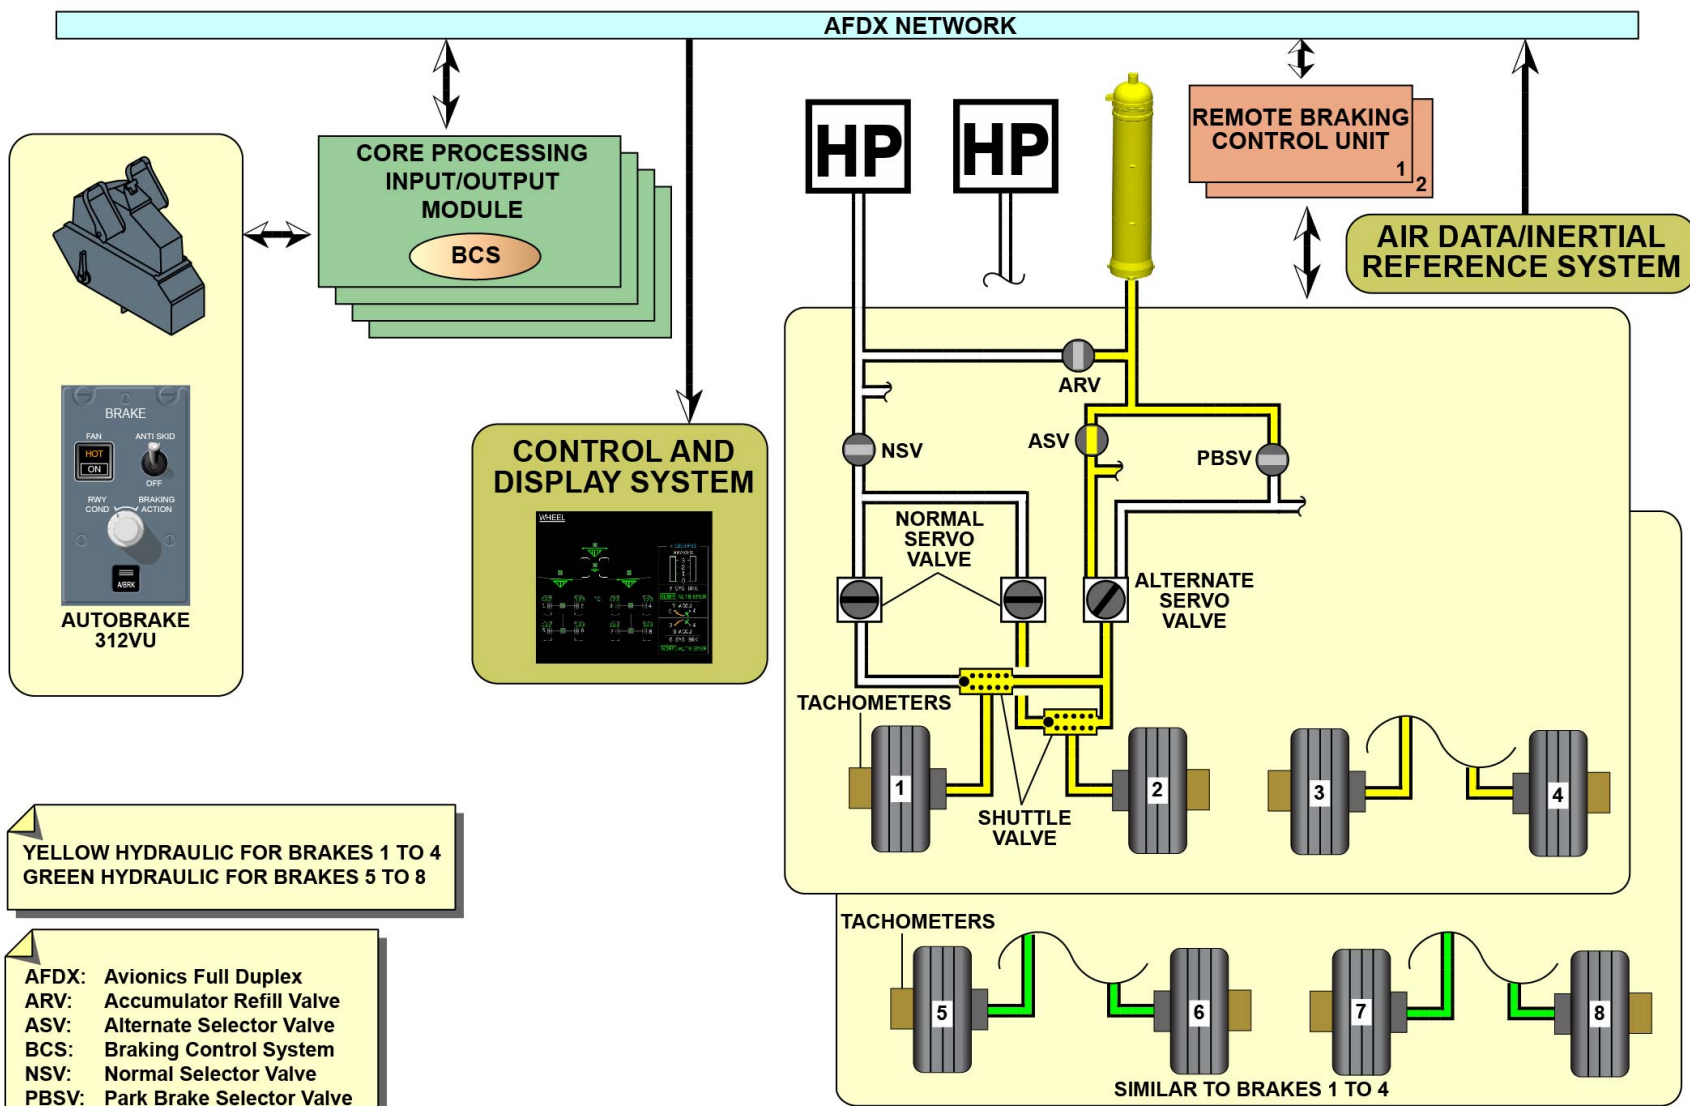 AFDX NETWORK
HP
HP
REMOTE BRAKING
CONTROL UNIT
1
2
CORE PROCESSING
INPUT/OUTPUT
MODULE
BCS
AIR DATA/INERTIAL
REFERENCE SYSTEM
BRAKE
FAN
ANTI SKID
HOT
ON
OFF
RWY
COND
BRAKING
ACTION
A/BRK
AUTOBRAKE
312VU
CONTROL AND
DISPLAY SYSTEM
WHEEL
ARV
NSV
ASV
PBSV
NORMAL
SERVO
VALVE
ALTERNATE
SERVO
VALVE
TACHOMETERS
1
2
3
4
SHUTTLE
VALVE
YELLOW HYDRAULIC FOR BRAKES 1 TO 4
GREEN HYDRAULIC FOR BRAKES 5 TO 8
TACHOMETERS
5
6
7
8
SIMILAR TO BRAKES 1 TO 4
AFDX: Avionics Full Duplex
ARV: Accumulator Refill Valve
ASV: Alternate Selector Valve
BCS: Braking Control System
NSV: Normal Selector Valve
PBSV: Park Brake Selector Valve